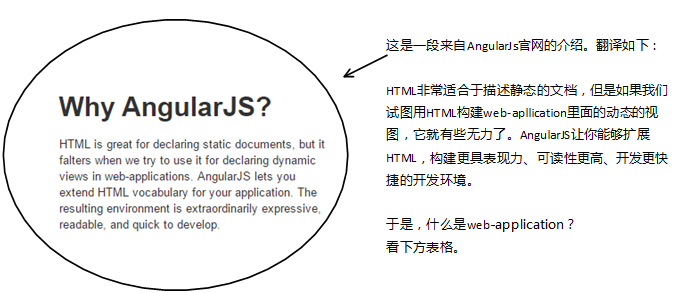 Why AngularJS?
HTML is great for declaring static documents, but it
falters when we try to use it for declaring dynamic
views in web-applications. AngularJS lets you
extend HTML vocabulary for your application. The
resulting environment is extraordinarily expressive,
readable, and quick to develop.
这是一段来自AngularJs官网的介绍。翻译如下：
HTML非常适合于描述静态的文档，但是如果我们
试图用HTML构建web-apllication里面的动态的视
图，它就有些无力了。AngularJS让你能够扩展
HTML，构建更具表现力、可读性更高、开发更快
捷的开发环境。
于是，什么是web-application？
看下方表格。